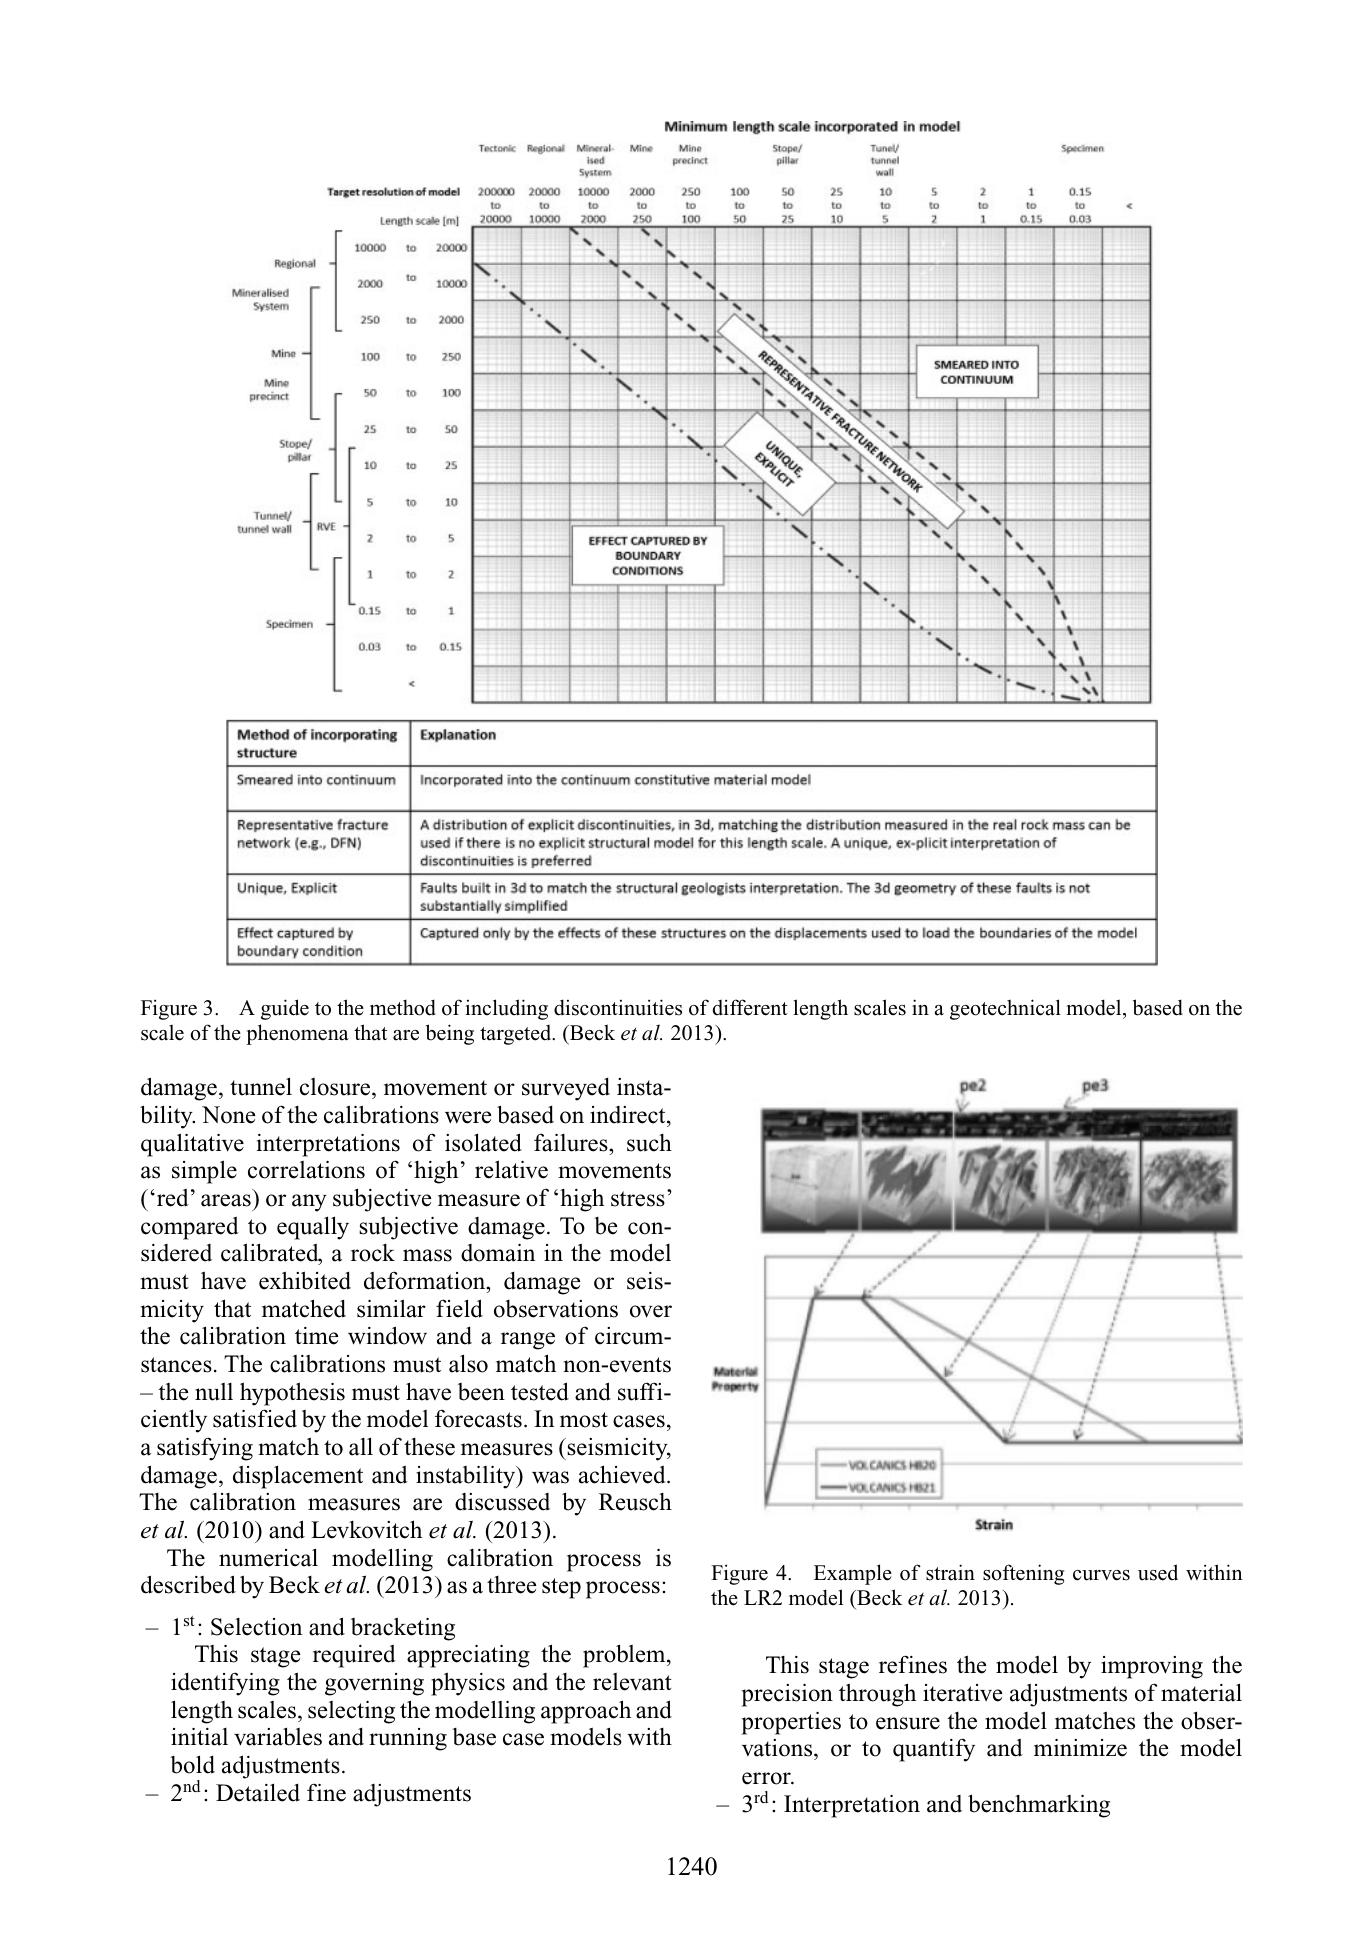 Minimum length scale incorporated in model
Tectonic Regional Mineral- Mine Mine Stope/ Tunel/ Specimen
ised precinct pillar tunnel
System wall
Target resolution of model 200000 20000 10000 2000 250 100 50 25 10 5 2 1 0.15
to to to to to to to to to to to to to <
Length scale [m] 20000 10000 2000 250 100 50 25 10 5 2 1 0.15 0.03
10000 to 20000
Regional
2000 to 10000
Mineralised
System
250 to 2000
Mine
100 to 250
Mine
precinct
50 to 100
25 to 50
Stope/
pillar
10 to 25
5 to 10
Tunnel/
tunnel wall
RVE
2 to 5
1 to 2
0.15 to 1
Specimen
0.03 to 0.15
<
SMEARED INTO
CONTINUUM
REPRESENTATIVE FRACTURE NETWORK
UNIQUE,
EXPLICIT
EFFECT CAPTURED BY
BOUNDARY
CONDITIONS
Method of incorporating Explanation
structure
Smeared into continuum Incorporated into the continuum constitutive material model
Representative fracture A distribution of explicit discontinuities, in 3d, matching the distribution measured in the real rock mass can be
network (e.g., DFN) used if there is no explicit structural model for this length scale. A unique, ex-plicit interpretation of
discontinuities is preferred
Unique, Explicit Faults built in 3d to match the structural geologists interpretation. The 3d geometry of these faults is not
substantially simplified
Effect captured by Captured only by the effects of these structures on the displacements used to load the boundaries of the model
boundary condition
Figure 3. A guide to the method of including discontinuities of different length scales in a geotechnical model, based on the
scale of the phenomena that are being targeted. (Beck et al. 2013).
damage, tunnel closure, movement or surveyed insta-
bility. None of the calibrations were based on indirect,
qualitative interpretations of isolated failures, such
as simple correlations of ‘high’ relative movements
(‘red’ areas) or any subjective measure of ‘high stress’
compared to equally subjective damage. To be con-
sidered calibrated, a rock mass domain in the model
must have exhibited deformation, damage or seis-
micity that matched similar field observations over
the calibration time window and a range of circum-
stances. The calibrations must also match non-events
– the null hypothesis must have been tested and suffi-
ciently satisfied by the model forecasts. In most cases,
a satisfying match to all of these measures (seismicity,
damage, displacement and instability) was achieved.
The calibration measures are discussed by Reusch
et al. (2010) and Levkovitch et al. (2013).
The numerical modelling calibration process is
described by Beck et al. (2013) as a three step process:
– 1st: Selection and bracketing
This stage required appreciating the problem,
identifying the governing physics and the relevant
length scales, selecting the modelling approach and
initial variables and running base case models with
bold adjustments.
– 2nd: Detailed fine adjustments
pe2 pe3
Material
Property
VOLCANICS HB20
VOLCANICS HB21
Strain
Figure 4. Example of strain softening curves used within
the LR2 model (Beck et al. 2013).
This stage refines the model by improving the
precision through iterative adjustments of material
properties to ensure the model matches the obser-
vations, or to quantify and minimize the model
error.
– 3rd: Interpretation and benchmarking
1240